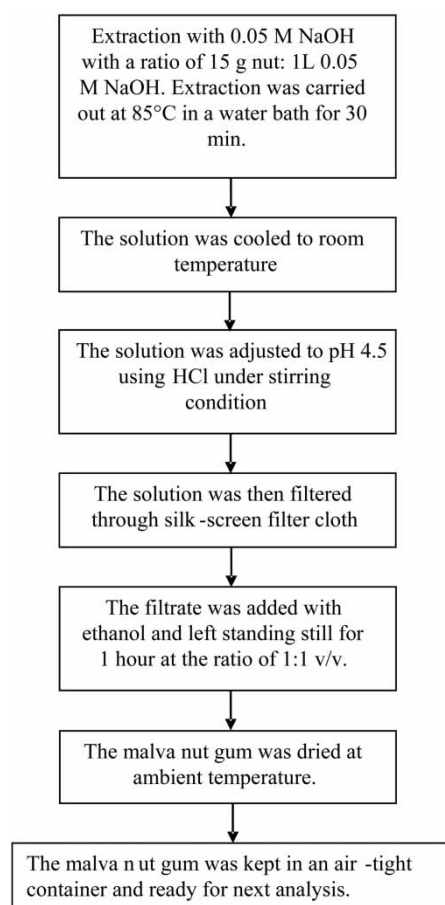 Extraction with 0.05 M NaOH
with a ratio of 15 g nut: 1L 0.05
M NaOH. Extraction was carried
out at 85°C in a water bath for 30
min.
The solution was cooled to room
temperature
The solution was adjusted to pH 4.5
using HCl under stirring
condition
The solution was then filtered
through silk -screen filter cloth
The filtrate was added with
ethanol and left standing still for
1 hour at the ratio of 1:1 v/v.
The malva nut gum was dried at
ambient temperature.
The malva n ut gum was kept in an air -tight
container and ready for next analysis.